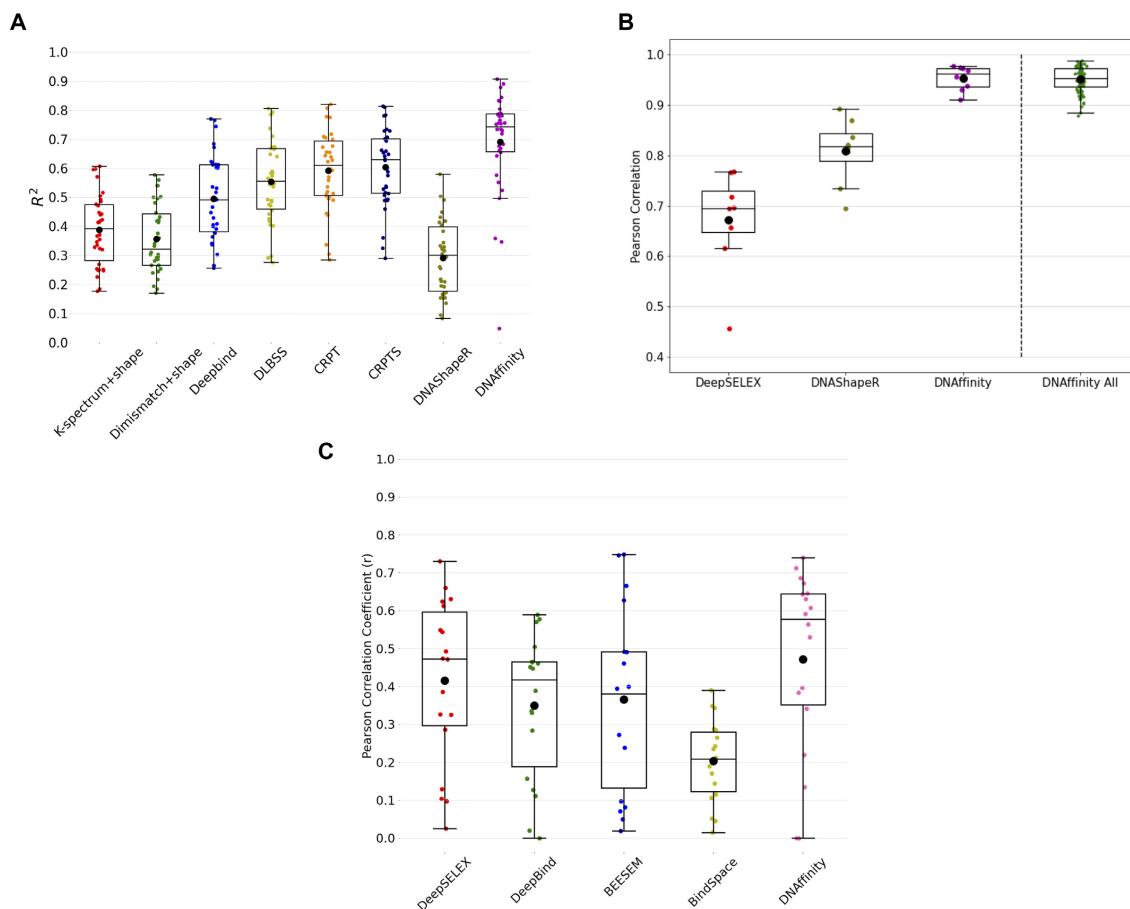 A
R²
1.0
0.9
0.8
0.7
0.6
0.5
0.4
0.3
0.2
0.1
0.0
K-spectrum+shape
Dimismatch+shape
Deepbind
DLBSS
CRPT
CRPTS
DNAShapeR
DNAffinity
B
Pearson Correlation
1.0
0.9
0.8
0.7
0.6
0.5
0.4
DeepSELEX
DNAShapeR
DNAffinity
DNAffinity All
C
Pearson Correlation Coefficient (r)
1.0
0.9
0.8
0.7
0.6
0.5
0.4
0.3
0.2
0.1
0.0
DeepSELEX
DeepBind
BEESEM
BindSpace
DNAffinity